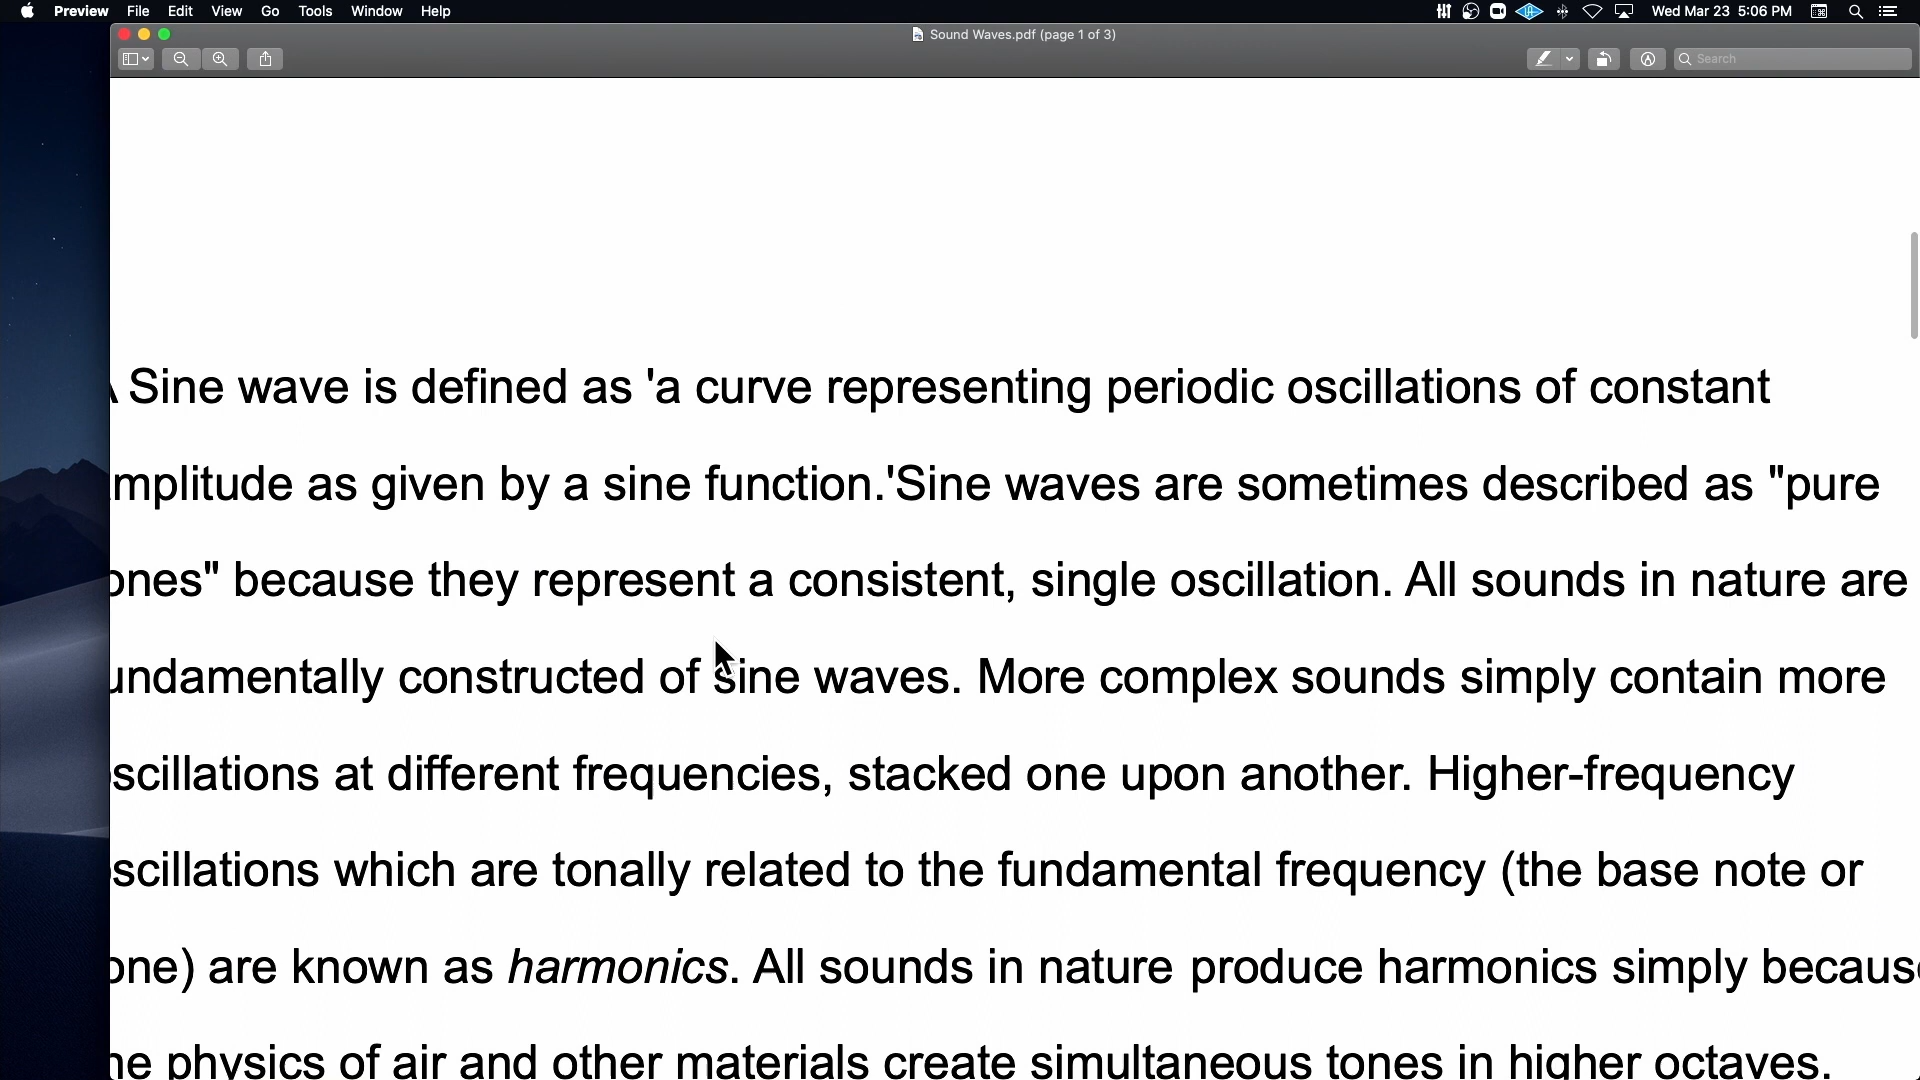 Preview File Edit View Go Tools Window Help
Wed Mar 23 5:06 PM
Sound Waves.pdf (page 1 of 3)
Search
A Sine wave is defined as 'a curve representing periodic oscillations of constant
mplitude as given by a sine function.'Sine waves are sometimes described as "pure
ones" because they represent a consistent, single oscillation. All sounds in nature are
undamentally constructed of sine waves. More complex sounds simply contain more
scillations at different frequencies, stacked one upon another. Higher-frequency
scillations which are tonally related to the fundamental frequency (the base note or
one) are known as harmonics. All sounds in nature produce harmonics simply becaus
he physics of air and other materials create simultaneous tones in higher octaves.